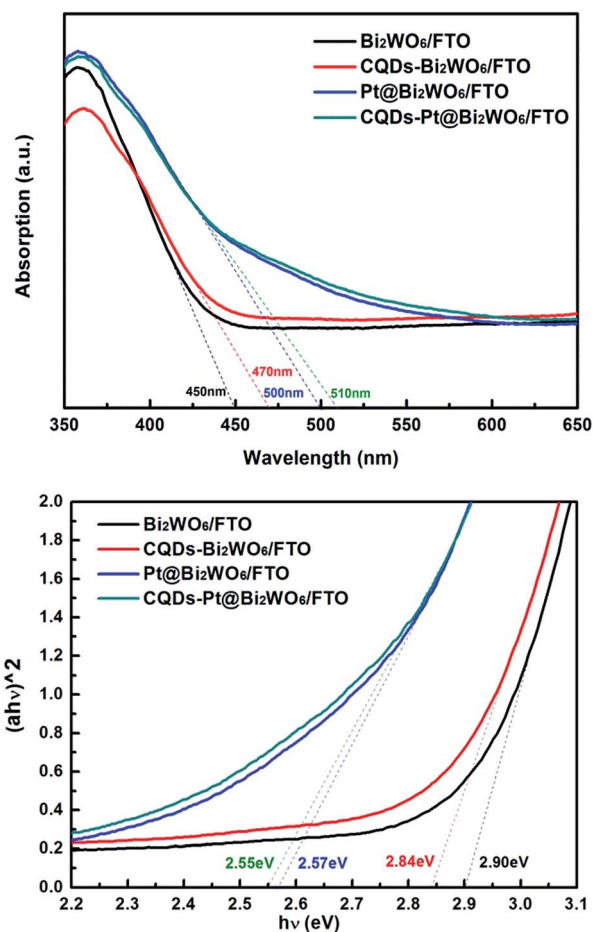 Bi₂WO₆/FTO
CQDs-Bi₂WO₆/FTO
Pt@Bi₂WO₆/FTO
CQDs-Pt@Bi₂WO₆/FTO
Absorption (a.u.)
470nm
450nm 500nm 510nm
350 400 450 500 550 600 650
Wavelength (nm)
2.0
Bi₂WO₆/FTO
1.8
CQDs-Bi₂WO₆/FTO
1.6
Pt@Bi₂WO₆/FTO
CQDs-Pt@Bi₂WO₆/FTO
1.4
1.2
(ahν)^2
1.0
0.8
0.6
0.4
0.2
2.55eV 2.57eV 2.84eV 2.90eV
0.0
2.2 2.3 2.4 2.5 2.6 2.7 2.8 2.9 3.0 3.1
hν (eV)